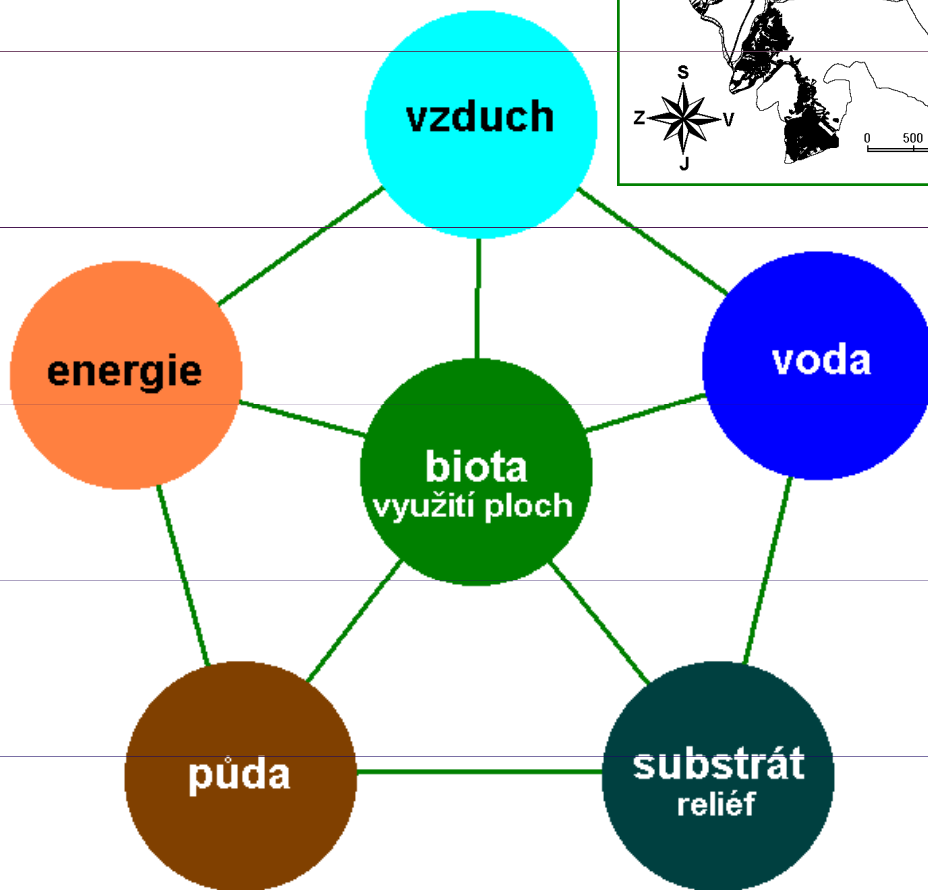 vzduch
S
Z
V
J
0 500
energie
voda
biota
využití ploch
půda
substrát
reliéf